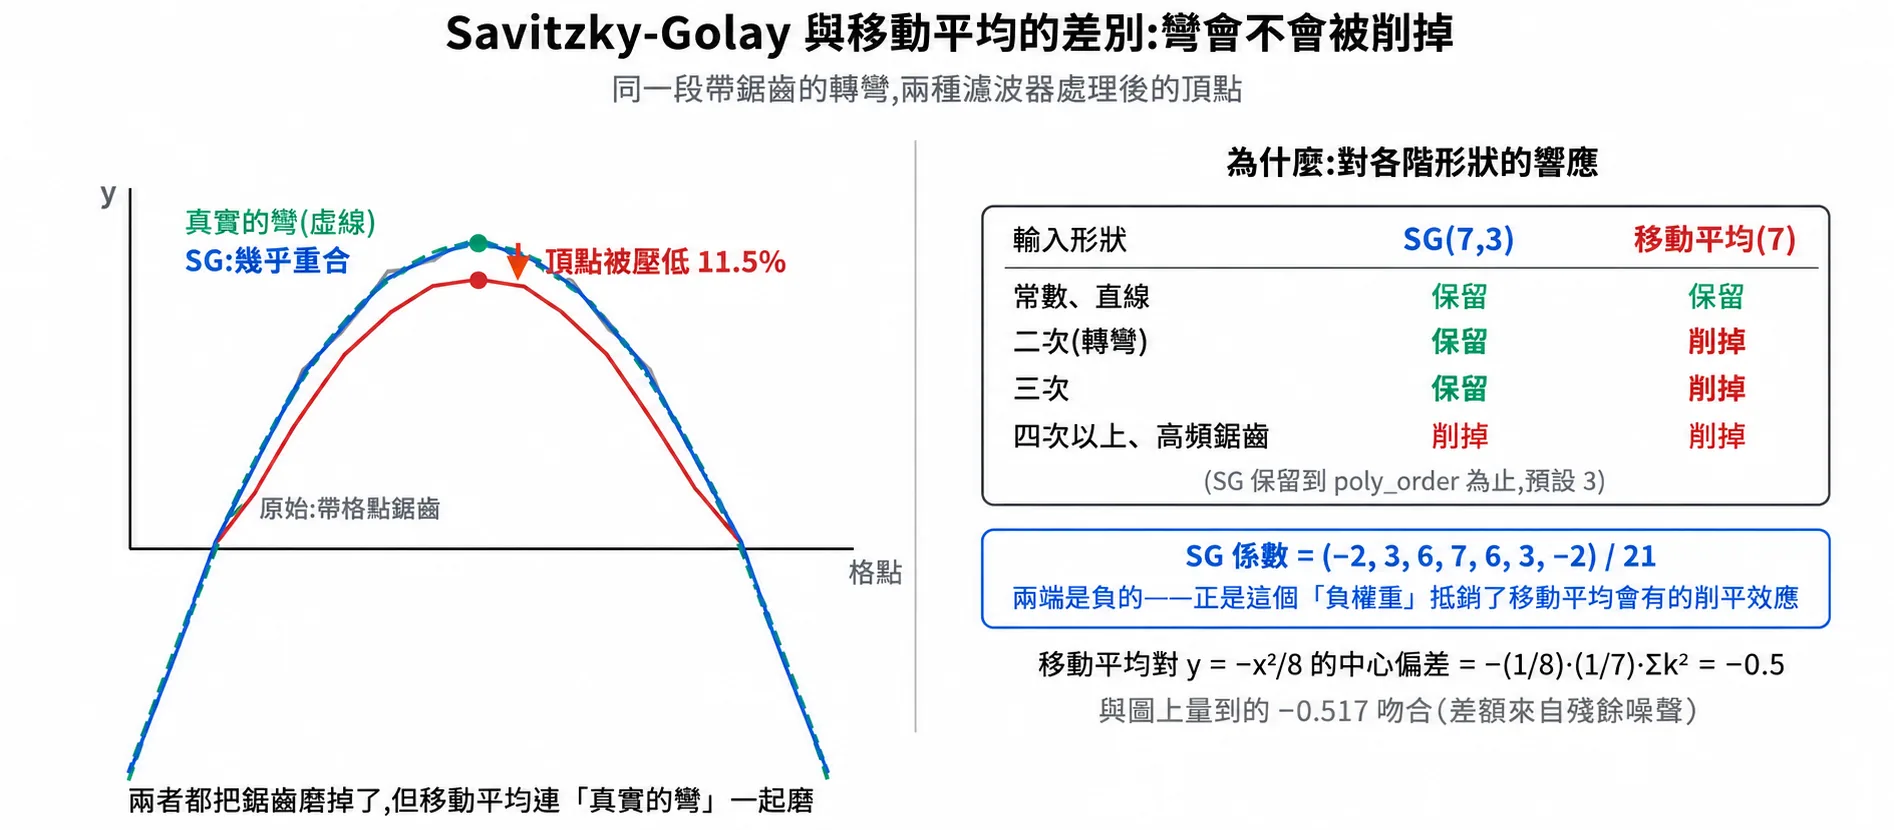 Savitzky-Golay 與移動平均的差別:彎會不會被削掉
同一段帶鋸齒的轉彎,兩種濾波器處理後的頂點
y
真實的彎(虛線)
SG:幾乎重合
頂點被壓低 11.5%
原始:帶格點鋸齒
格點
兩者都把鋸齒磨掉了,但移動平均連「真實的彎」一起磨
為什麼:對各階形狀的響應
輸入形狀 SG(7,3) 移動平均(7)
常數、直線 保留 保留
二次(轉彎) 保留 削掉
三次 保留 削掉
四次以上、高頻鋸齒 削掉 削掉
(SG 保留到 poly_order 為止,預設 3)
SG 係數 = (−2, 3, 6, 7, 6, 3, −2) / 21
兩端是負的——正是這個「負權重」抵銷了移動平均會有的削平效應
移動平均對 y = −x²/8 的中心偏差 = −(1/8)·(1/7)·Σk² = −0.5
與圖上量到的 −0.517 吻合(差額來自殘餘噪聲)